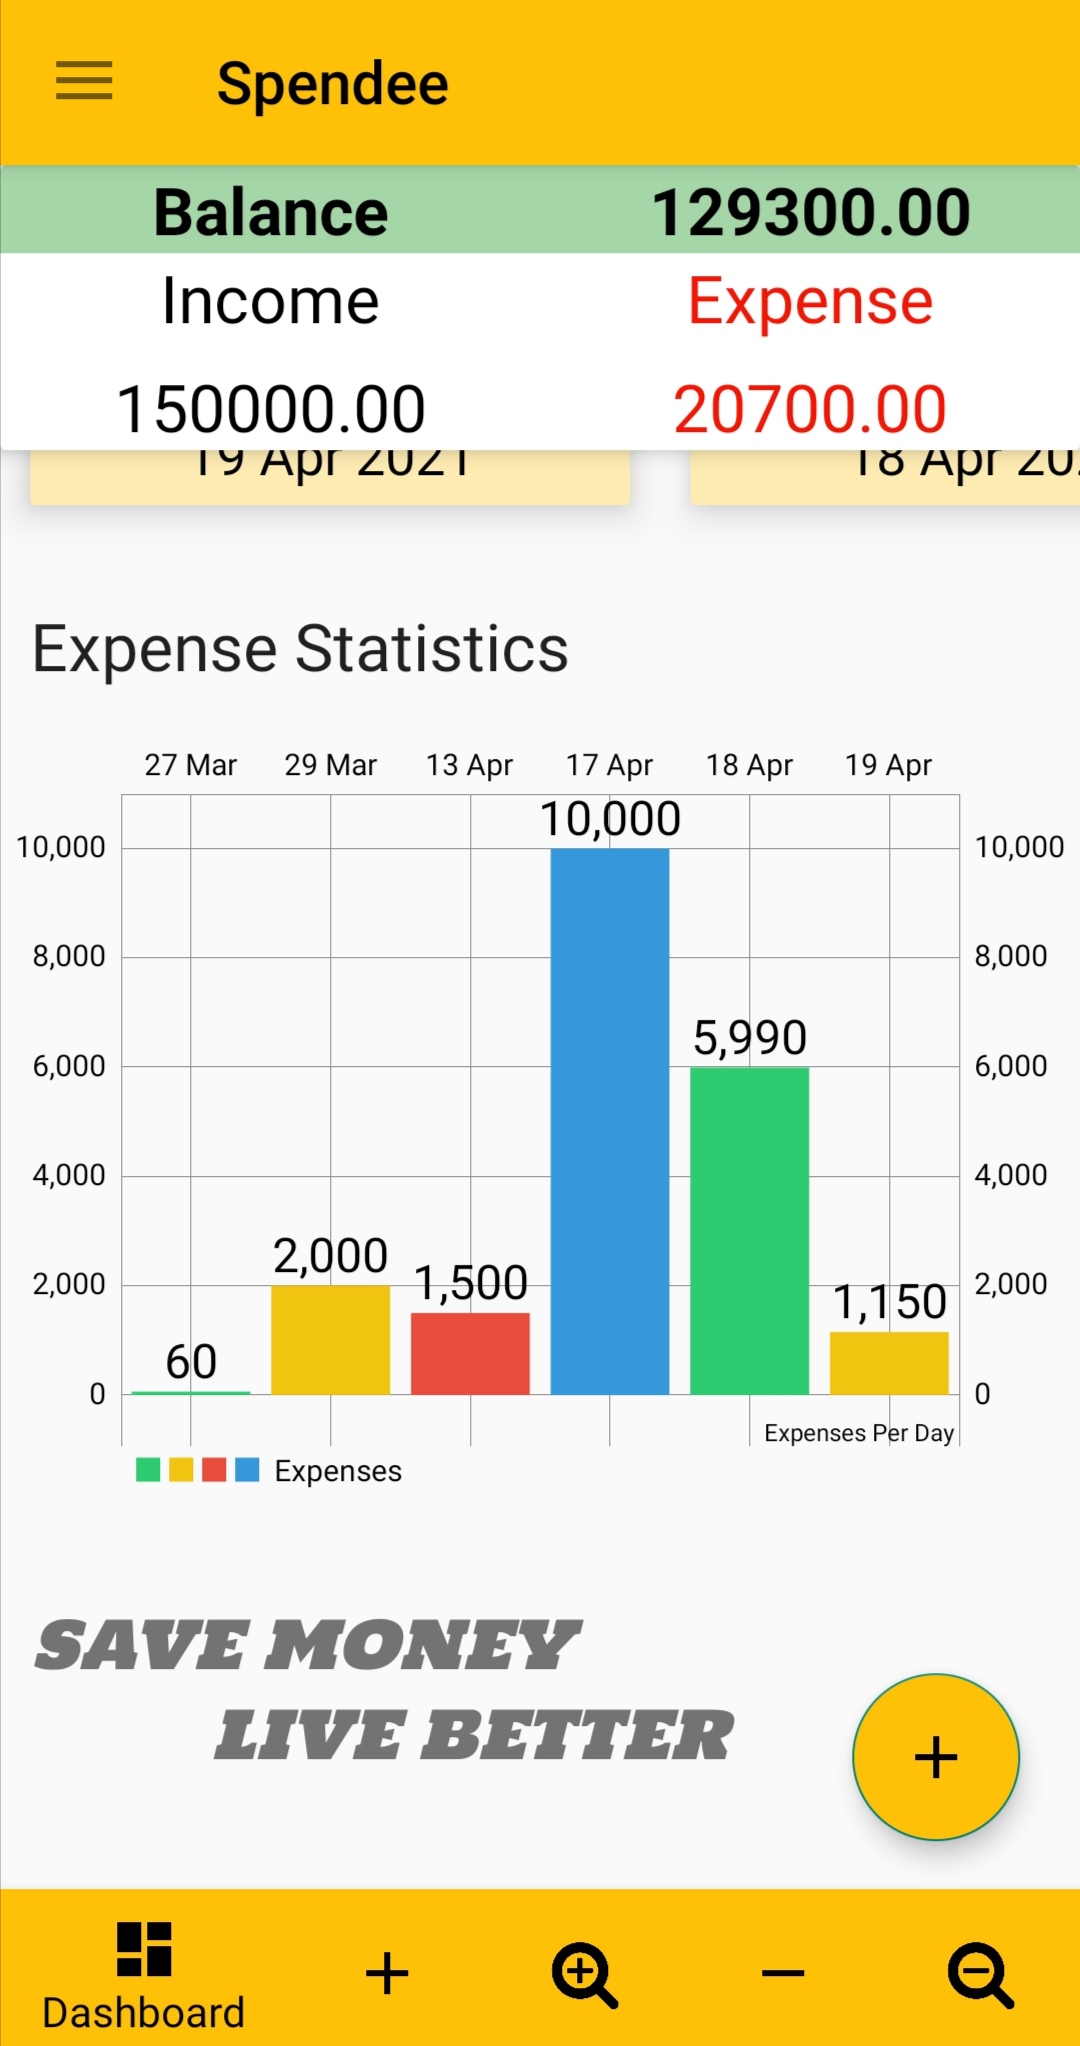 Spendee
Balance 129300.00
Income Expense
150000.00 20700.00
19 Apr 2021 18 Apr
Expense Statistics
27 Mar 29 Mar 13 Apr 17 Apr 18 Apr 19 Apr
10,000
10,000 10,000
8,000 8,000
5,990
6,000 6,000
4,000 4,000
2,000 1,500
2,000 2,000
1,150
60
0 0
Expenses Per Day
Expenses
SAVE MONEY
LIVE BETTER
+
Dashboard